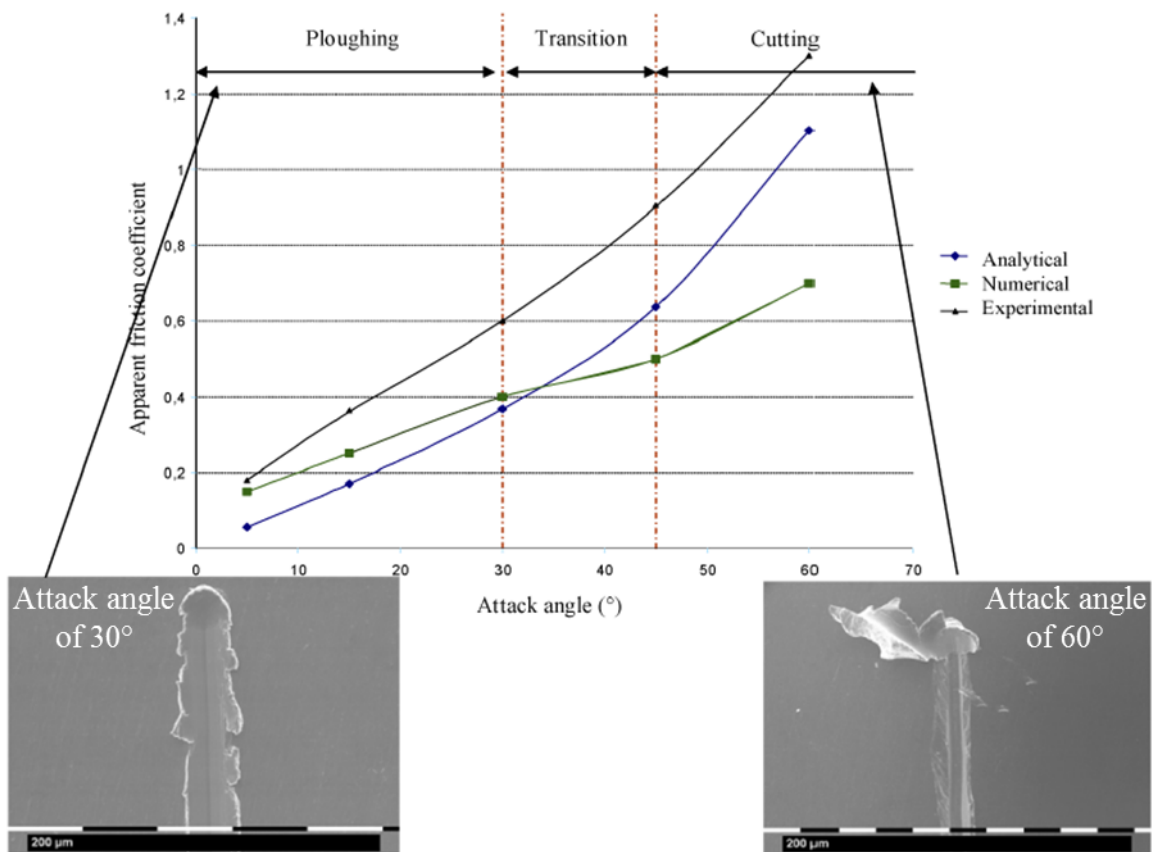 1,4
Ploughing
Transition
Cutting
1,2
1
0,8
0,6
0,4
0,2
0
Apparent friction coefficient
0
10
20
30
40
50
60
70
Attack angle (°)
Analytical
Numerical
Experimental
Attack angle
of 30°
200 µm
Attack angle
of 60°
200 µm